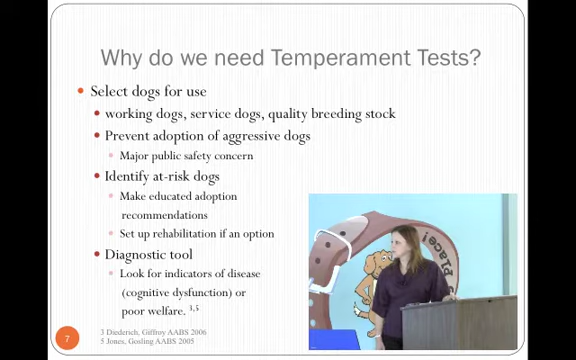 Why do we need Temperament Tests?
Select dogs for use
working dogs, service dogs, quality breeding stock
Prevent adoption of aggressive dogs
Major public safety concern
Identify at-risk dogs
Make educated adoption
recommendations
Set up rehabilitation if an option
Diagnostic tool
Look for indicators of disease
(cognitive dysfunction) or
poor welfare. 3,5
Place!
7
3 Diederich, Giffroy AABS 2006
5 Jones, Gosling AABS 2005